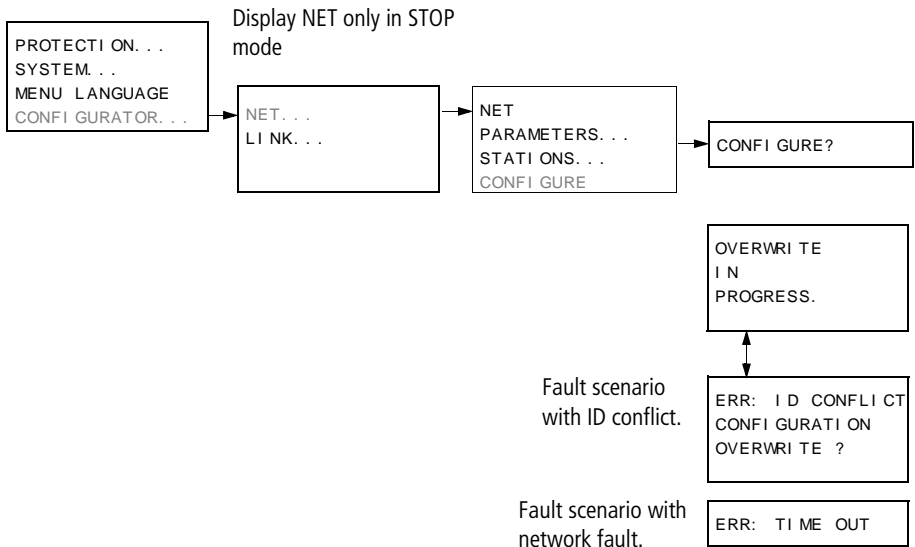 Display NET only in STOP
mode
PROTECTION...
SYSTEM...
MENU LANGUAGE
CONFIGURATOR...
NET...
LINK...
NET
PARAMETERS...
STATIONS...
CONFIGURE
CONFIGURE?
OVERWRITE
IN
PROGRESS.
Fault scenario
with ID conflict.
ERR: ID CONFLICT
CONFIGURATION
OVERWRITE ?
Fault scenario with
network fault.
ERR: TIME OUT